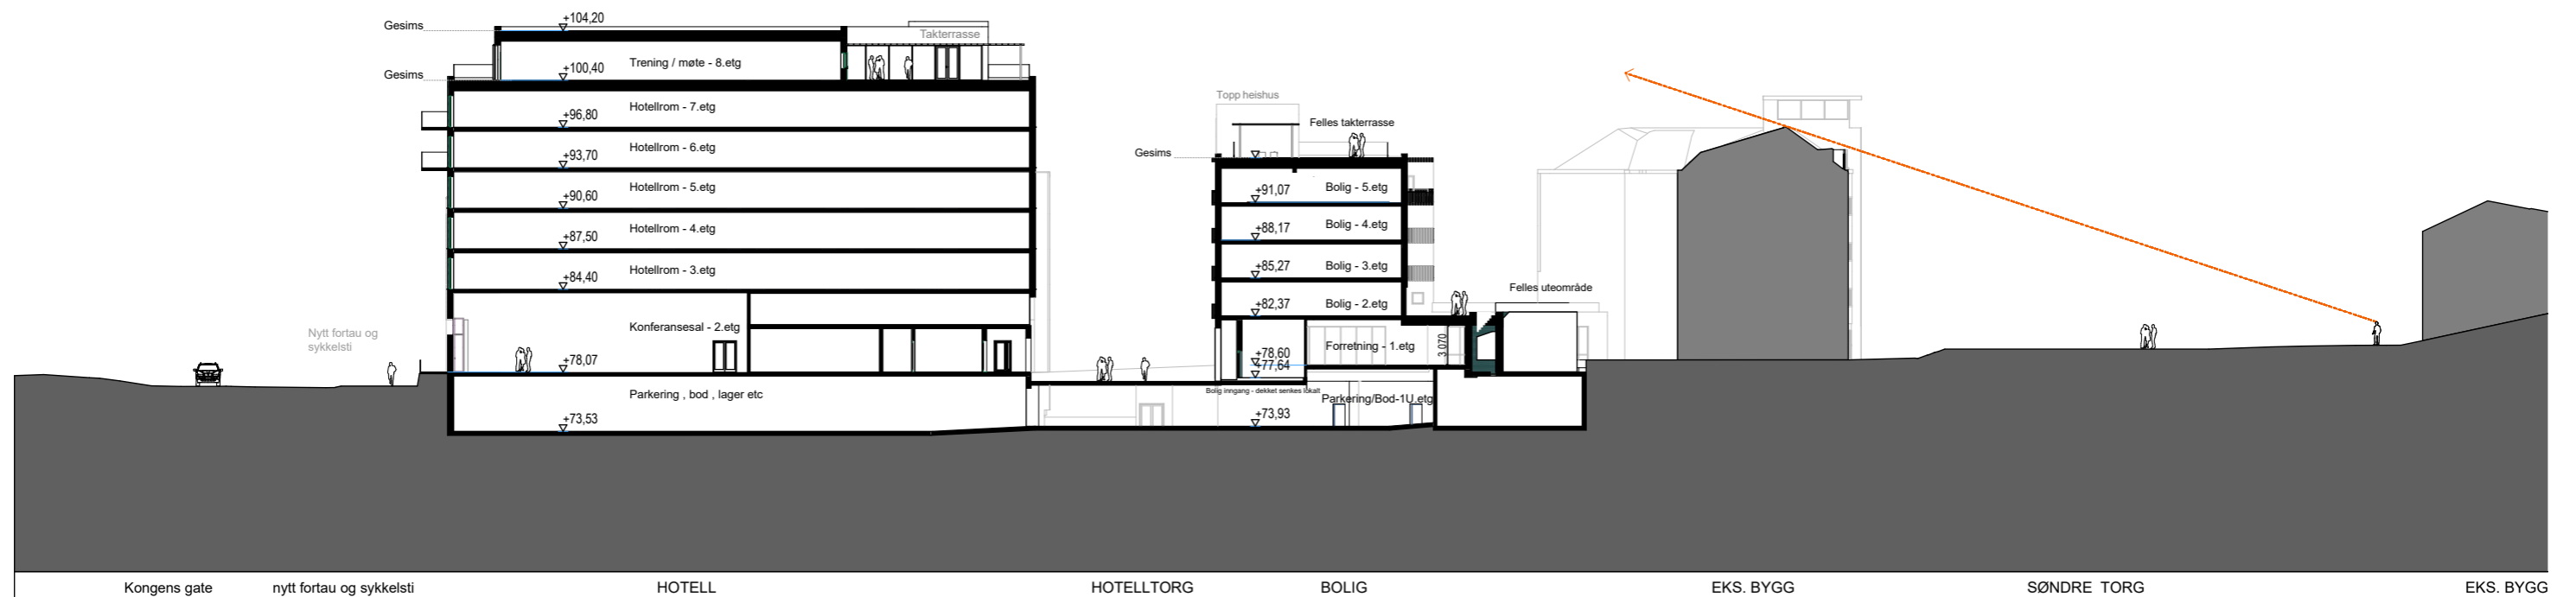 +104,20
Gesims
Takterrasse
Trening / møte - 8.etg
+100,40
Gesims
Hotellrom - 7.etg
+96,80
Hotellrom - 6.etg
+93,70
Hotellrom - 5.etg
+90,60
Hotellrom - 4.etg
+87,50
Hotellrom - 3.etg
+84,40
Konferansesal - 2.etg
Nytt fortau og
sykkelsti
+78,07
Parkering , bod , lager etc
+73,53
Topp heishus
Felles takterrasse
Gesims
+91,07
Bolig - 5.etg
+88,17
Bolig - 4.etg
+85,27
Bolig - 3.etg
+82,37
Bolig - 2.etg
Felles uteområde
+78,60
Forretning - 1.etg
3 070
+77,64
Bolig inngang - dekket senkes lokalt
Parkering/Bod-1U.etg
+73,93
Kongens gate
nytt fortau og sykkelsti
HOTELL
HOTELLTORG
BOLIG
EKS. BYGG
SØNDRE TORG
EKS. BYGG